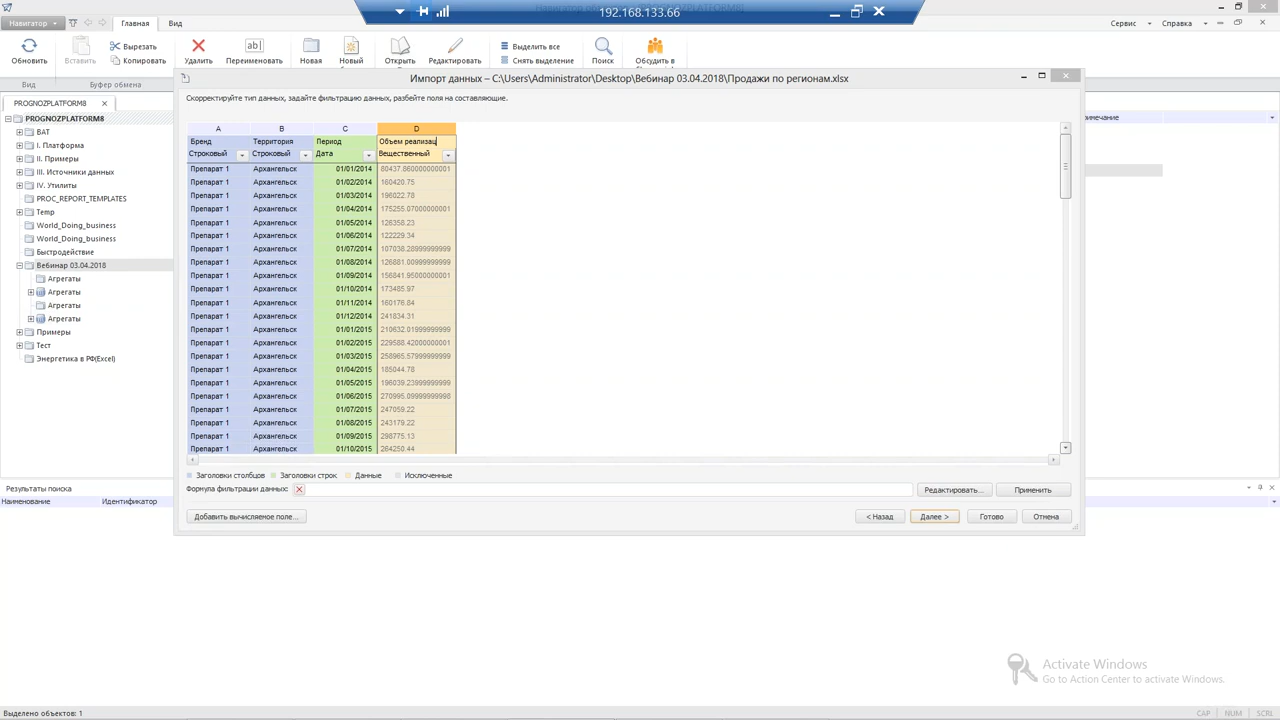 192.168.133.66
Навигатор
Главная
Вид
Сервис
Справка
Обновить
Вставить
Вырезать
Копировать
Удалить
Переименовать
Новая
Новый
Открыть
Редактировать
Выделить все
Снять выделение
Поиск
Обсудить в
Вид
Буфер обмена
Импорт данных – C:\Users\Administrator\Desktop\Вебинар 03.04.2018\Продажи по регионам.xlsx
Скорректируйте тип данных, задайте фильтрацию данных, разбейте поля на составляющие.
PROGNOZPLATFORM8
PROGNOZPLATFORM8
BAT
I. Платформа
II. Примеры
III. Источники данных
IV. Утилиты
PROC_REPORT_TEMPLATES
Temp
World_Doing_business
World_Doing_business
Быстродействие
Вебинар 03.04.2018
Агрегаты
Агрегаты
Агрегаты
Агрегаты
Примеры
Тест
Энергетика в РФ(Excel)
Результаты поиска
Наименование Идентификатор
A B C D
Бренд Территория Период Объем реализац
Строковый Строковый Дата Вещественный
Препарат 1 Архангельск 01/01/2014 80437.860000000001
Препарат 1 Архангельск 01/02/2014 160420.75
Препарат 1 Архангельск 01/03/2014 196022.78
Препарат 1 Архангельск 01/04/2014 175255.07000000001
Препарат 1 Архангельск 01/05/2014 126358.23
Препарат 1 Архангельск 01/06/2014 122229.34
Препарат 1 Архангельск 01/07/2014 107038.28999999999
Препарат 1 Архангельск 01/08/2014 126881.00999999999
Препарат 1 Архангельск 01/09/2014 156841.95000000001
Препарат 1 Архангельск 01/10/2014 173485.97
Препарат 1 Архангельск 01/11/2014 160176.84
Препарат 1 Архангельск 01/12/2014 241834.31
Препарат 1 Архангельск 01/01/2015 210632.01999999999
Препарат 1 Архангельск 01/02/2015 229588.42000000001
Препарат 1 Архангельск 01/03/2015 258965.57999999999
Препарат 1 Архангельск 01/04/2015 185044.78
Препарат 1 Архангельск 01/05/2015 196039.23999999999
Препарат 1 Архангельск 01/06/2015 270995.09999999998
Препарат 1 Архангельск 01/07/2015 247059.22
Препарат 1 Архангельск 01/08/2015 243179.22
Препарат 1 Архангельск 01/09/2015 298775.13
Препарат 1 Архангельск 01/10/2015 264250.44
Заголовки столбцов Заголовки строк Данные Исключенные
Формула фильтрации данных:
Редактировать... Применить
Добавить вычисляемое поле...
< Назад Далее > Готово Отмена
Activate Windows
Go to Action Center to activate Windows.
Выделено объектов: 1
CAP NUM SCRL